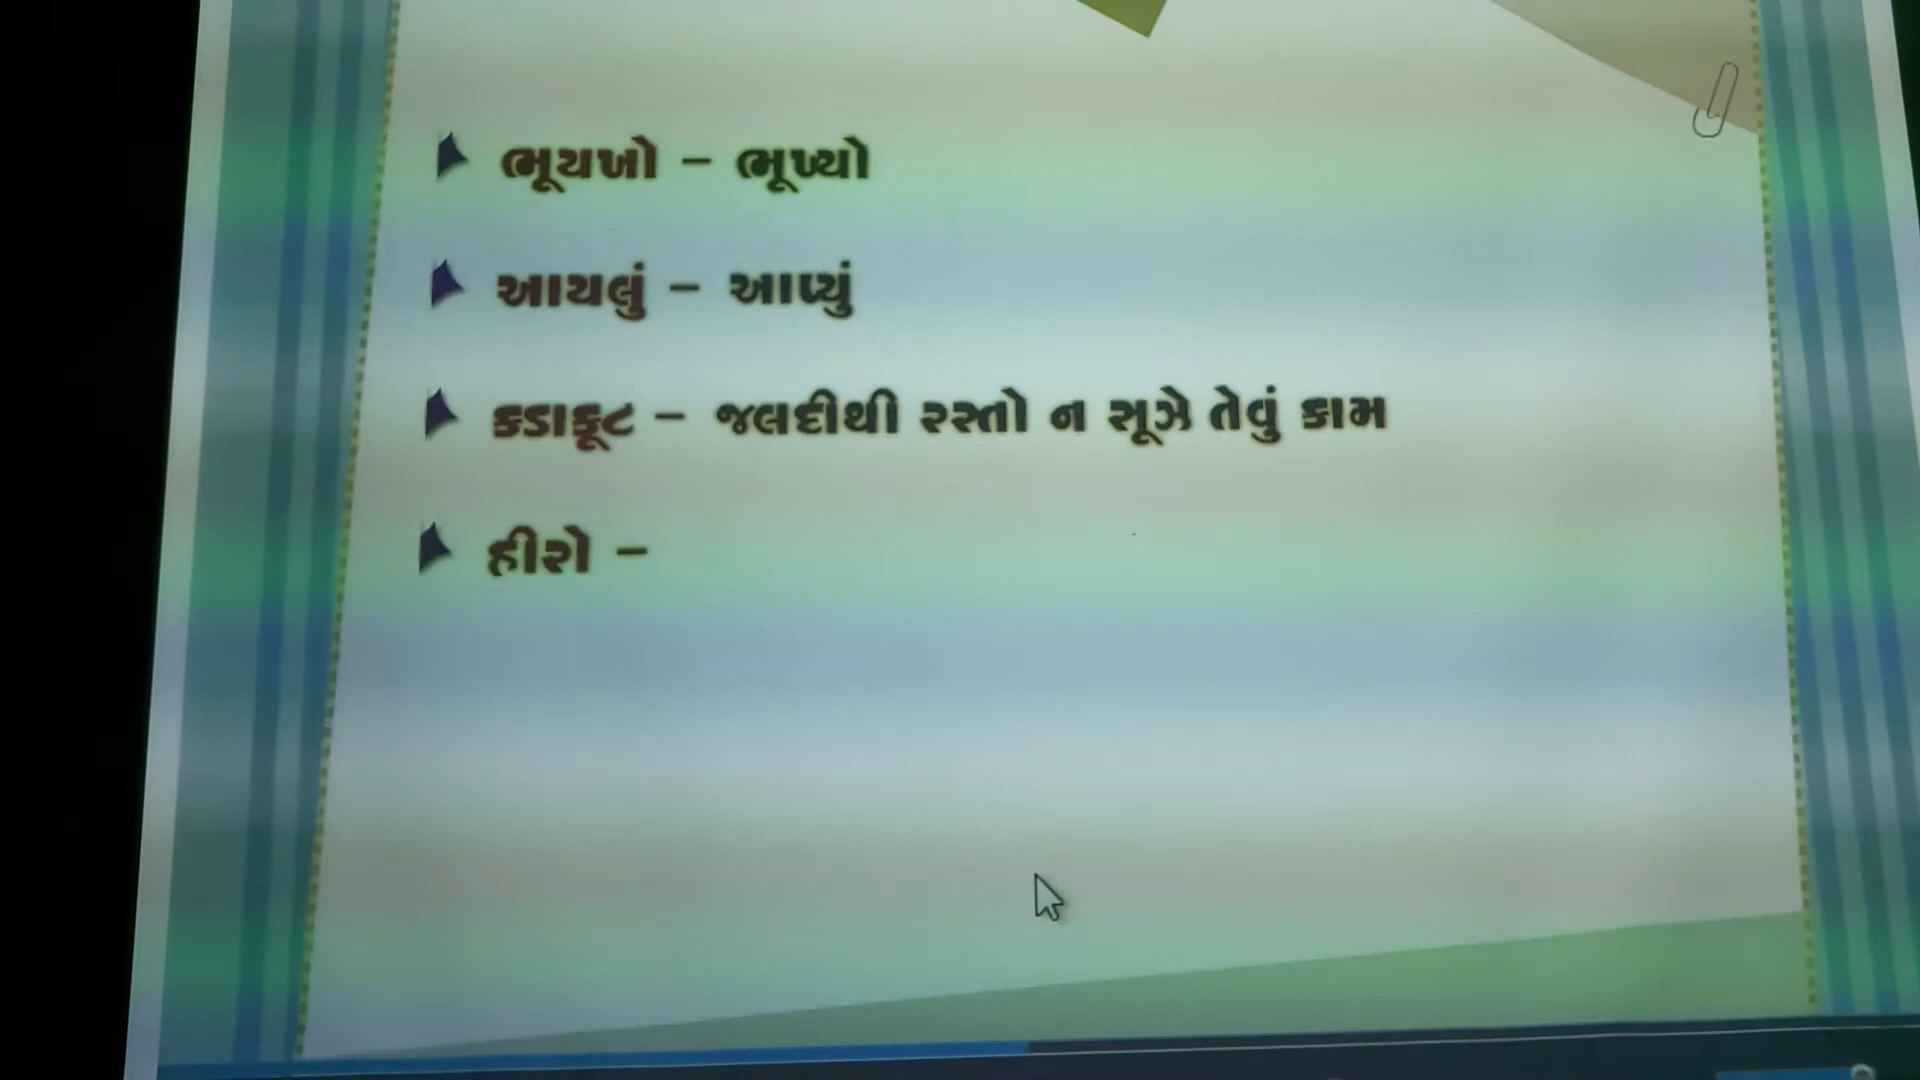 ભૂયખો – ભૂખ્યો
આયલું – આપ્યું
કડાકૂટ – જલદીથી રસ્તો ન સૂઝે તેવું કામ
હીરો –